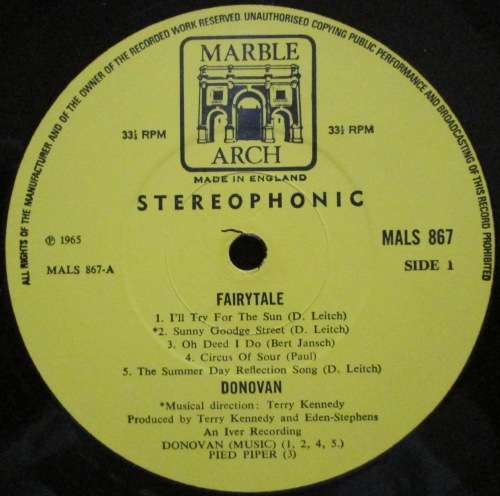 ALL RIGHTS OF THE MANUFACTURER AND OF THE OWNER OF THE RECORDED WORK RESERVED. UNAUTHORISED COPYING PUBLIC PERFORMANCE AND BROADCASTING OF THIS RECORD PROHIBITED
MARBLE
ARCH
33⅓ RPM
33⅓ RPM
MADE IN ENGLAND
STEREOPHONIC
℗ 1965
MALS 867
MALS 867-A
SIDE 1
FAIRYTALE
1. I'll Try For The Sun (D. Leitch)
*2. Sunny Goodge Street (D. Leitch)
3. Oh Deed I Do (Bert Jansch)
4. Circus Of Sour (Paul)
5. The Summer Day Reflection Song (D. Leitch)
DONOVAN
*Musical direction: Terry Kennedy
Produced by Terry Kennedy and Eden-Stephens
An Iver Recording
DONOVAN (MUSIC) (1, 2, 4, 5.)
PIED PIPER (3)